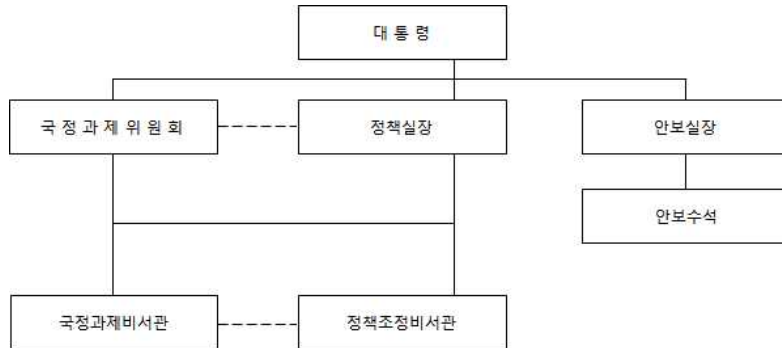 대 통 령
국 정 과 제 위 원 회
정책실장
안보실장
안보수석
국정과제비서관
정책조정비서관